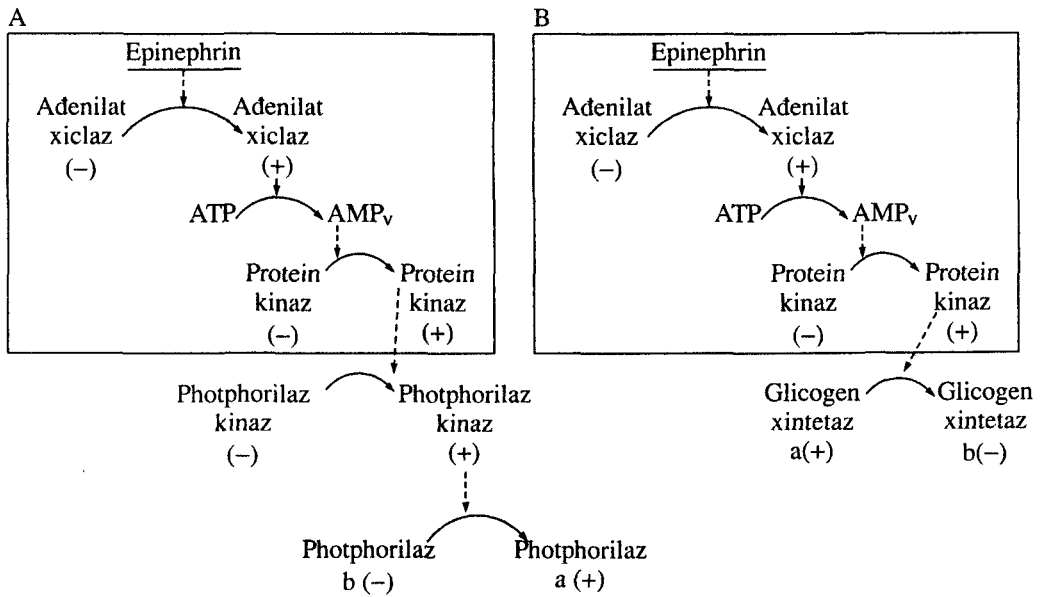 A
Epinephrin
Ađenilat
xiclaz
(−)
Ađenilat
xiclaz
(+)
ATP
AMPᵥ
Protein
kinaz
(−)
Protein
kinaz
(+)
Photphorilaz
kinaz
(−)
Photphorilaz
kinaz
(+)
Photphorilaz
b (−)
Photphorilaz
a (+)
B
Epinephrin
Ađenilat
xiclaz
(−)
Ađenilat
xiclaz
(+)
ATP
AMPᵥ
Protein
kinaz
(−)
Protein
kinaz
(+)
Glicogen
xintetaz
a(+)
Glicogen
xintetaz
b(−)